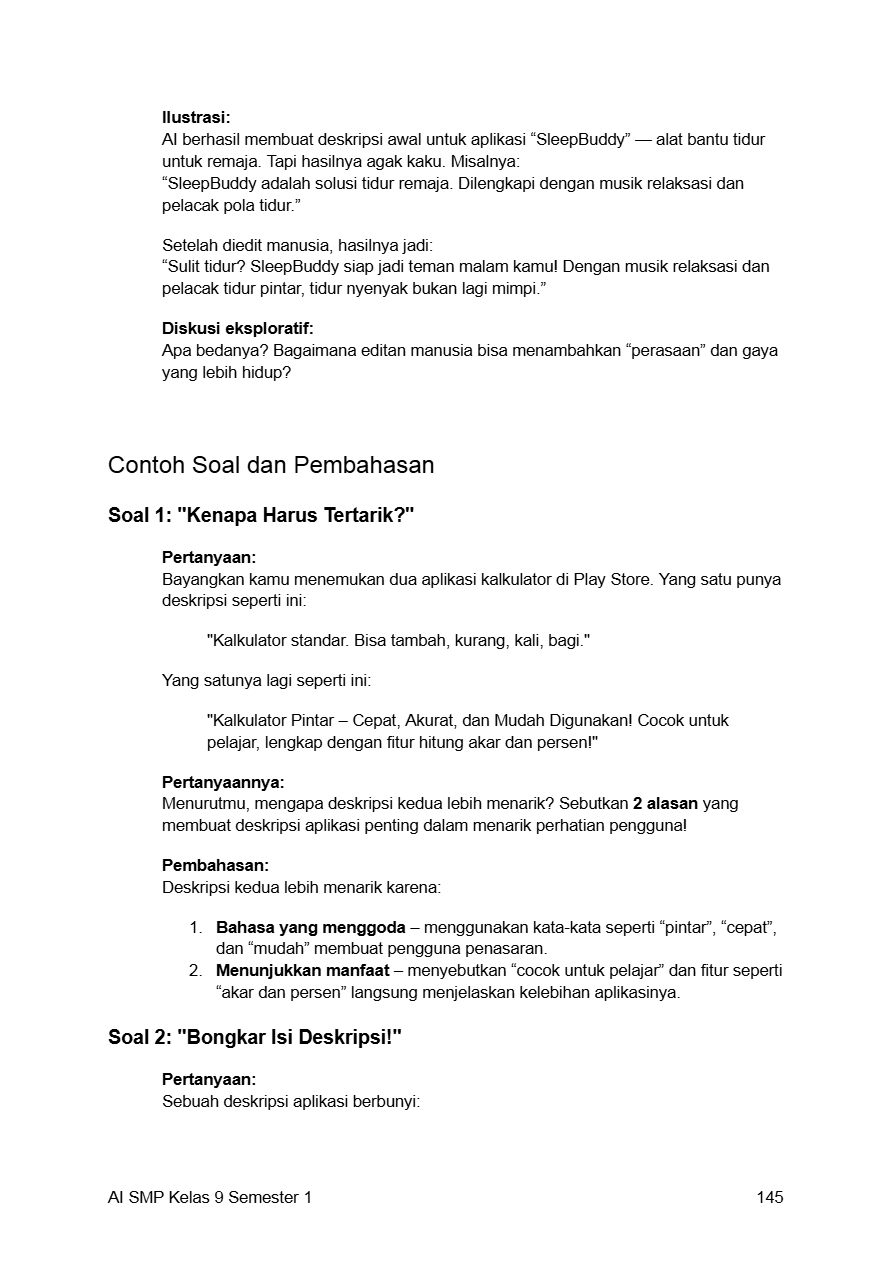 Ilustrasi:
AI berhasil membuat deskripsi awal untuk aplikasi “SleepBuddy” — alat bantu tidur
untuk remaja. Tapi hasilnya agak kaku. Misalnya:
“SleepBuddy adalah solusi tidur remaja. Dilengkapi dengan musik relaksasi dan
pelacak pola tidur.”
Setelah diedit manusia, hasilnya jadi:
“Sulit tidur? SleepBuddy siap jadi teman malam kamu! Dengan musik relaksasi dan
pelacak tidur pintar, tidur nyenyak bukan lagi mimpi.”
Diskusi eksploratif:
Apa bedanya? Bagaimana editan manusia bisa menambahkan “perasaan” dan gaya
yang lebih hidup?
Contoh Soal dan Pembahasan
Soal 1: "Kenapa Harus Tertarik?"
Pertanyaan:
Bayangkan kamu menemukan dua aplikasi kalkulator di Play Store. Yang satu punya
deskripsi seperti ini:
"Kalkulator standar. Bisa tambah, kurang, kali, bagi."
Yang satunya lagi seperti ini:
"Kalkulator Pintar – Cepat, Akurat, dan Mudah Digunakan! Cocok untuk
pelajar, lengkap dengan fitur hitung akar dan persen!"
Pertanyaannya:
Menurutmu, mengapa deskripsi kedua lebih menarik? Sebutkan 2 alasan yang
membuat deskripsi aplikasi penting dalam menarik perhatian pengguna!
Pembahasan:
Deskripsi kedua lebih menarik karena:
1. Bahasa yang menggoda – menggunakan kata-kata seperti “pintar”, “cepat”,
dan “mudah” membuat pengguna penasaran.
2. Menunjukkan manfaat – menyebutkan “cocok untuk pelajar” dan fitur seperti
“akar dan persen” langsung menjelaskan kelebihan aplikasinya.
Soal 2: "Bongkar Isi Deskripsi!"
Pertanyaan:
Sebuah deskripsi aplikasi berbunyi:
AI SMP Kelas 9 Semester 1 145